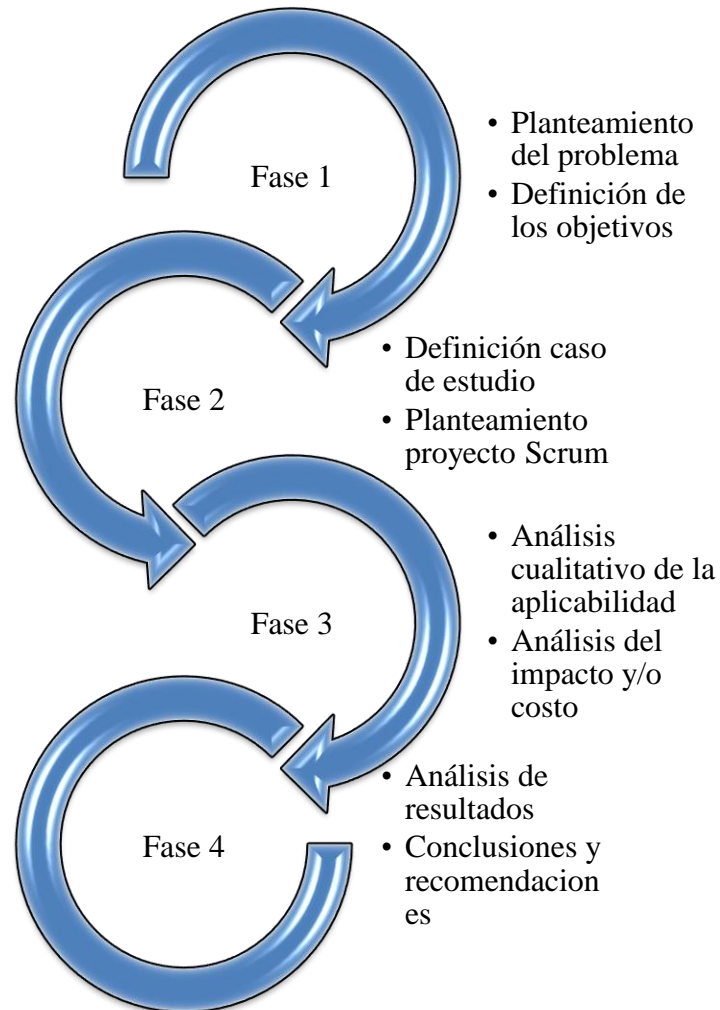 Fase 1
• Planteamiento
del problema
• Definición de
los objetivos
Fase 2
• Definición caso
de estudio
• Planteamiento
proyecto Scrum
Fase 3
• Análisis
cualitativo de la
aplicabilidad
• Análisis del
impacto y/o
costo
Fase 4
• Análisis de
resultados
• Conclusiones y
recomendacion
es